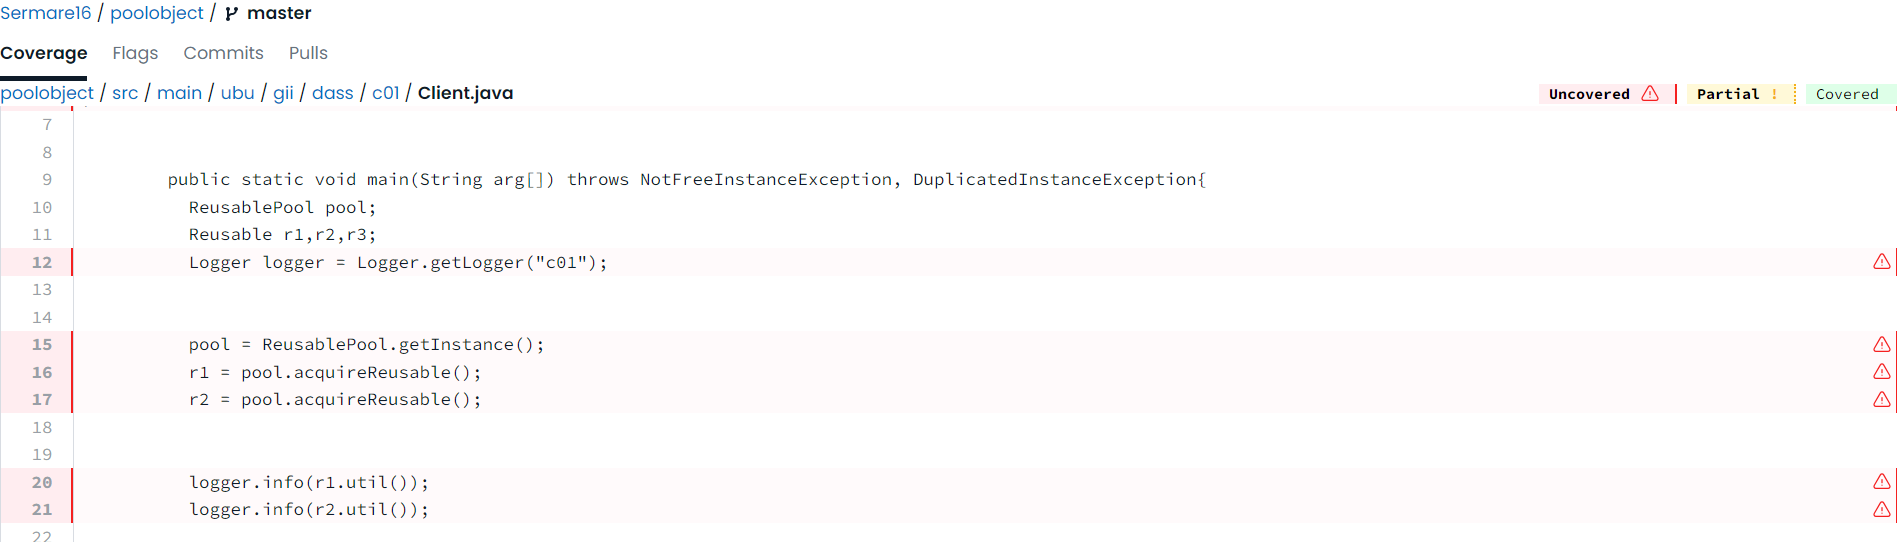 Sermare16 / poolobject / master
Coverage Flags Commits Pulls
poolobject / src / main / ubu / gii / dass / c01 / Client.java Uncovered Partial ! Covered
7
8
9 public static void main(String arg[]) throws NotFreeInstanceException, DuplicatedInstanceException{
10 ReusablePool pool;
11 Reusable r1,r2,r3;
12 Logger logger = Logger.getLogger("c01");
13
14
15 pool = ReusablePool.getInstance();
16 r1 = pool.acquireReusable();
17 r2 = pool.acquireReusable();
18
19
20 logger.info(r1.util());
21 logger.info(r2.util());
22